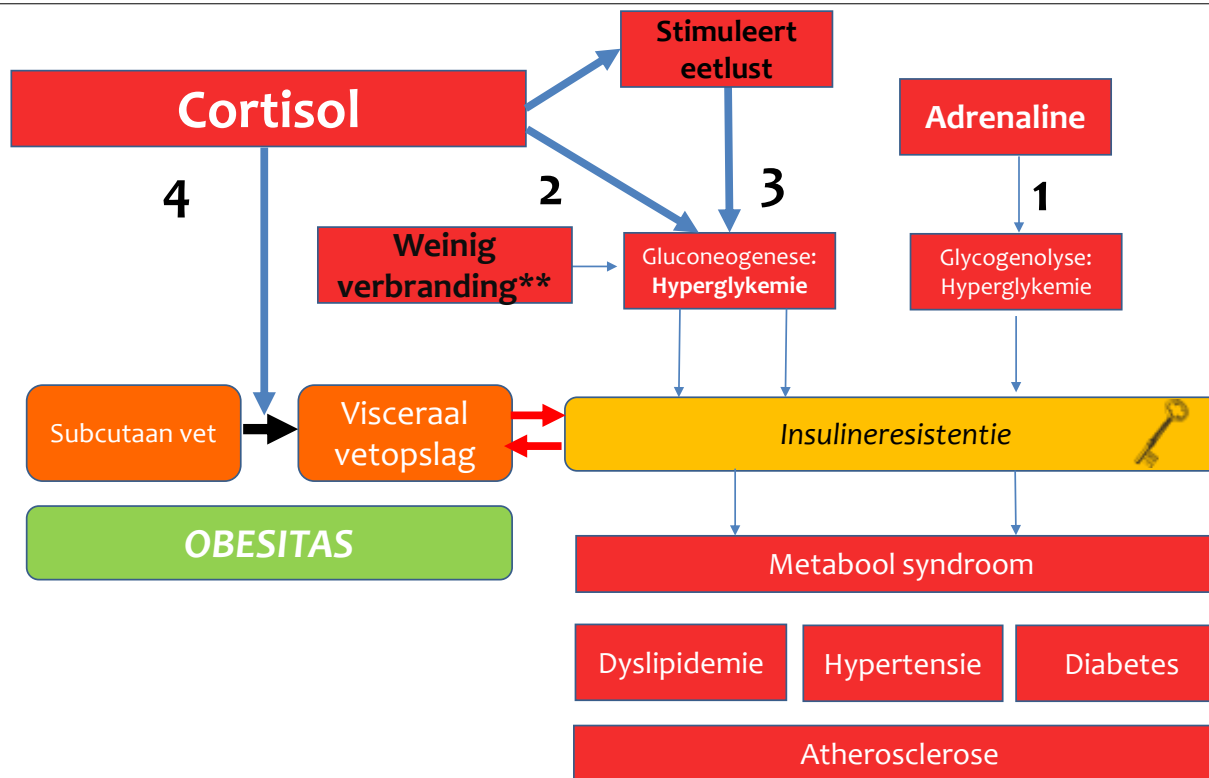 Stimuleert
eetlust
Cortisol
Adrenaline
4
2
3
1
Weinig
verbranding**
Gluconeogenese:
Hyperglykemie
Glycogenolyse:
Hyperglykemie
Subcutaan vet
Visceraal
vetopslag
Insulineresistentie
OBESITAS
Metabool syndroom
Dyslipidemie
Hypertensie
Diabetes
Atherosclerose